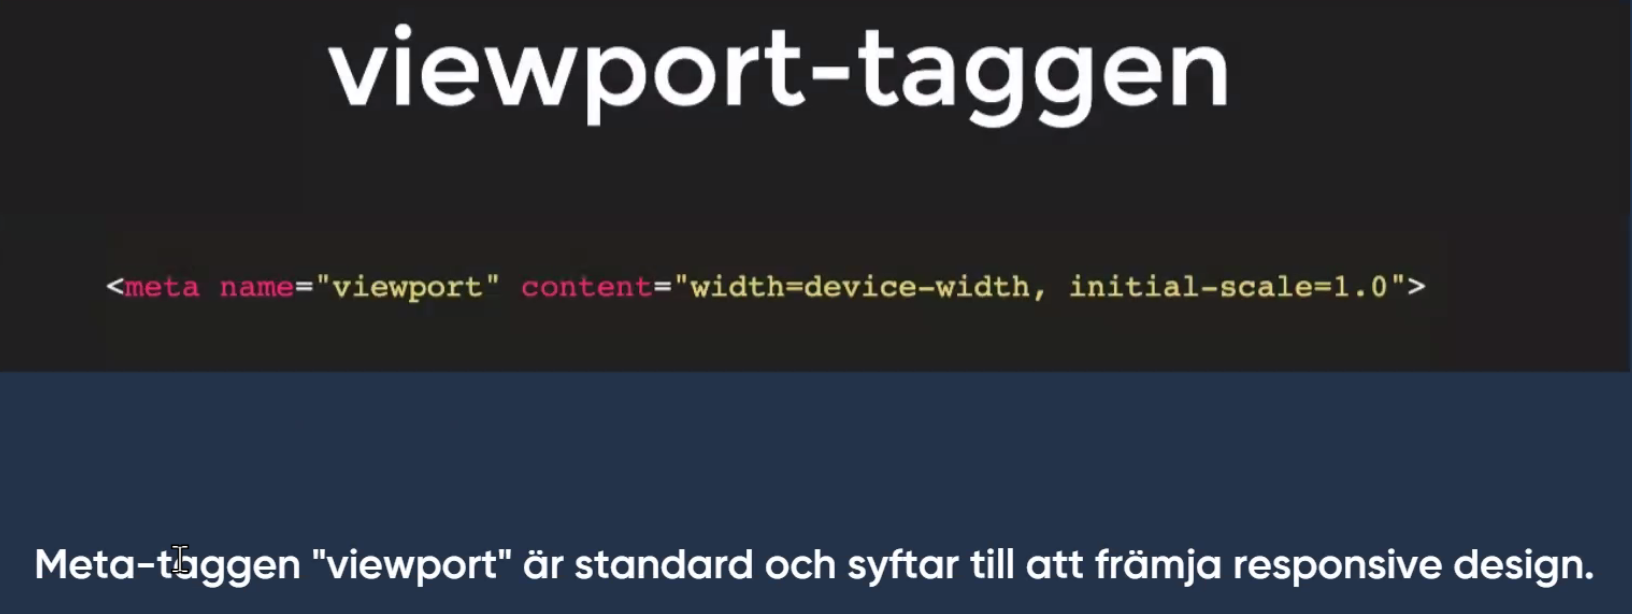 viewport-taggen
<meta name="viewport" content="width=device-width, initial-scale=1.0">
Meta-taggen "viewport" är standard och syftar till att främja responsive design.